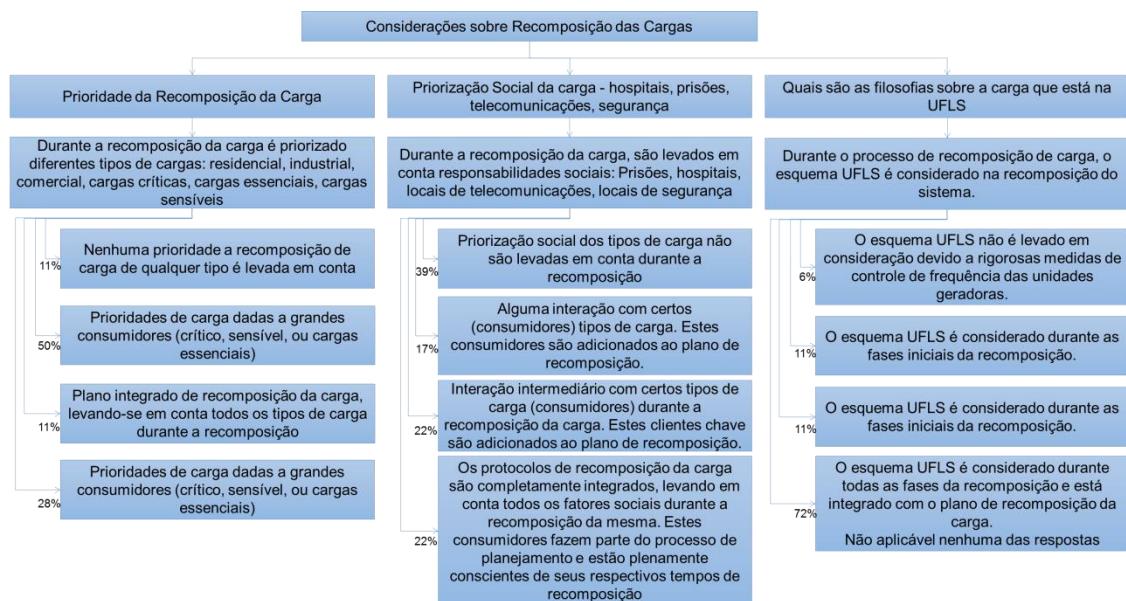 Considerações sobre Recomposição das Cargas
Prioridade da Recomposição da Carga
Durante a recomposição da carga é priorizado
diferentes tipos de cargas: residencial, industrial,
comercial, cargas críticas, cargas essenciais, cargas
sensíveis
11%
Nenhuma prioridade a recomposição de
carga de qualquer tipo é levada em conta
50%
Prioridades de carga dadas a grandes
consumidores (crítico, sensível, ou cargas
essenciais)
11%
Plano integrado de recomposição da carga,
levando-se em conta todos os tipos de carga
durante a recomposição
28%
Prioridades de carga dadas a grandes
consumidores (crítico, sensível, ou cargas
essenciais)
Priorização Social da carga - hospitais, prisões,
telecomunicações, segurança
Durante a recomposição da carga, são levados em
conta responsabilidades sociais: Prisões, hospitais,
locais de telecomunicações, locais de segurança
39%
Priorização social dos tipos de carga não
são levadas em conta durante a
recomposição
17%
Alguma interação com certos
(consumidores) tipos de carga. Estes
consumidores são adicionados ao plano de
recomposição.
22%
Interação intermediário com certos tipos de
carga (consumidores) durante a
recomposição da carga. Estes clientes chave
são adicionados ao plano de recomposição.
22%
Os protocolos de recomposição da carga
são completamente integrados, levando em
conta todos os fatores sociais durante a
recomposição da mesma. Estes
consumidores fazem parte do processo de
planejamento e estão plenamente
conscientes de seus respectivos tempos de
recomposição
Quais são as filosofias sobre a carga que está na
UFLS
Durante o processo de recomposição de carga, o
esquema UFLS é considerado na recomposição do
sistema.
6%
O esquema UFLS não é levado em
consideração devido a rigorosas medidas de
controle de frequência das unidades
geradoras.
11%
O esquema UFLS é considerado durante as
fases iniciais da recomposição.
11%
O esquema UFLS é considerado durante as
fases iniciais da recomposição.
72%
O esquema UFLS é considerado durante
todas as fases da recomposição e está
integrado com o plano de recomposição da
carga.
Não aplicável nenhuma das respostas